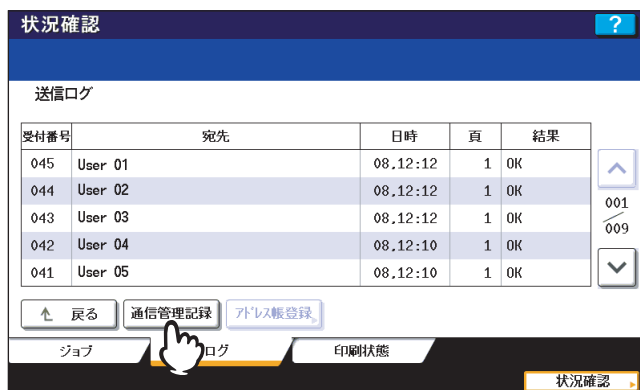 状況確認 ?
送信ログ
受付番号 宛先 日時 頁 結果
045 User 01 08,12:12 1 OK
044 User 02 08,12:12 1 OK
043 User 03 08,12:12 1 OK
042 User 04 08,12:10 1 OK
041 User 05 08,12:10 1 OK
001
009
戻る 通信管理記録 アドレス帳登録
ジョブ ログ 印刷状態
状況確認